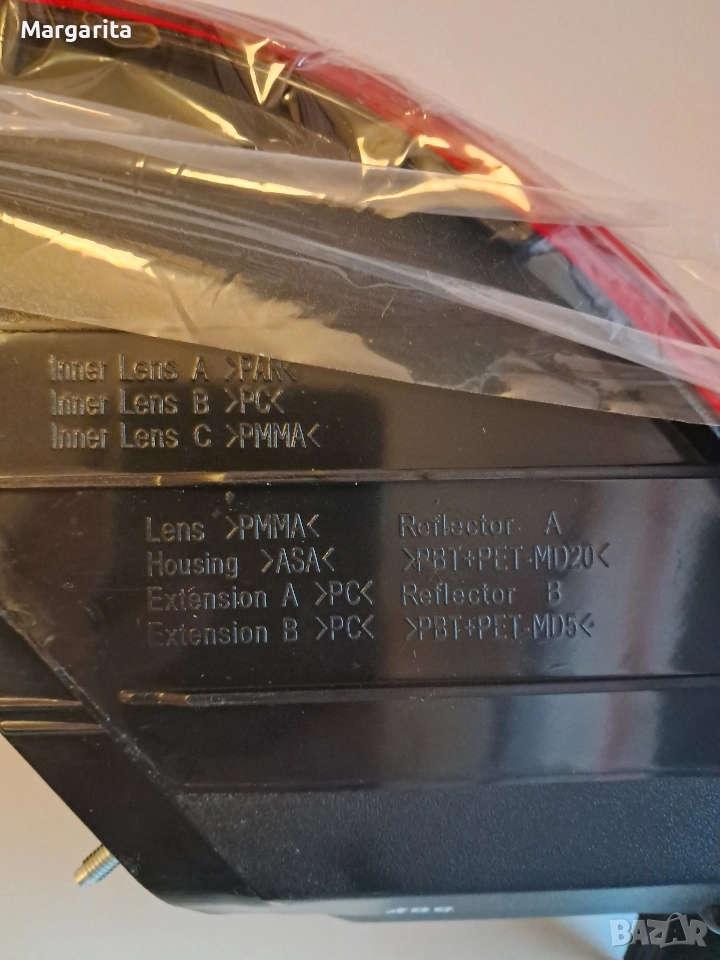 Margarita
Inner Lens A >PAR<
Inner Lens B >PC<
Inner Lens C >PMMA<
Lens >PMMA<
Housing >ASA<
Extension A >PC<
Extension B >PC<
Reflector A
>PBT+PET-MD20<
Reflector B
>PBT+PET-MD5<
BAZAR